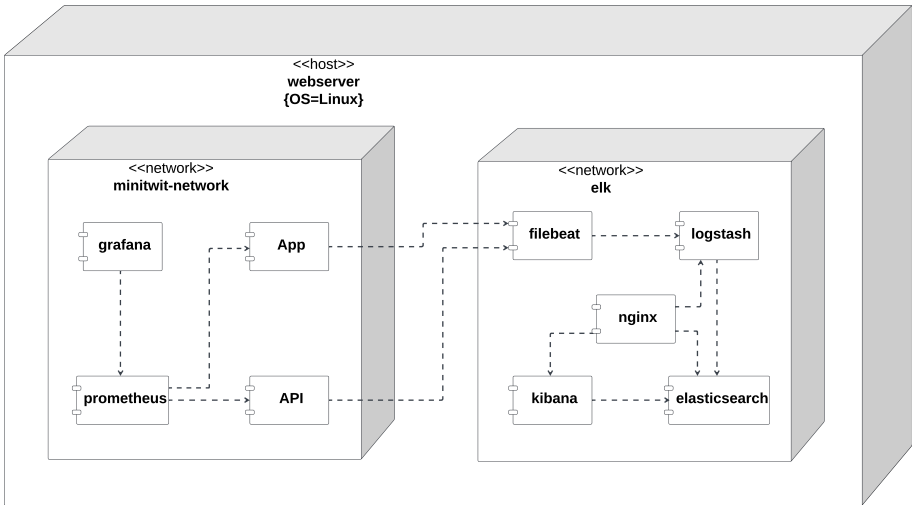 <<host>>
webserver
{OS=Linux}
<<network>>
minitwit-network
grafana
App
prometheus
API
<<network>>
elk
filebeat
logstash
nginx
kibana
elasticsearch